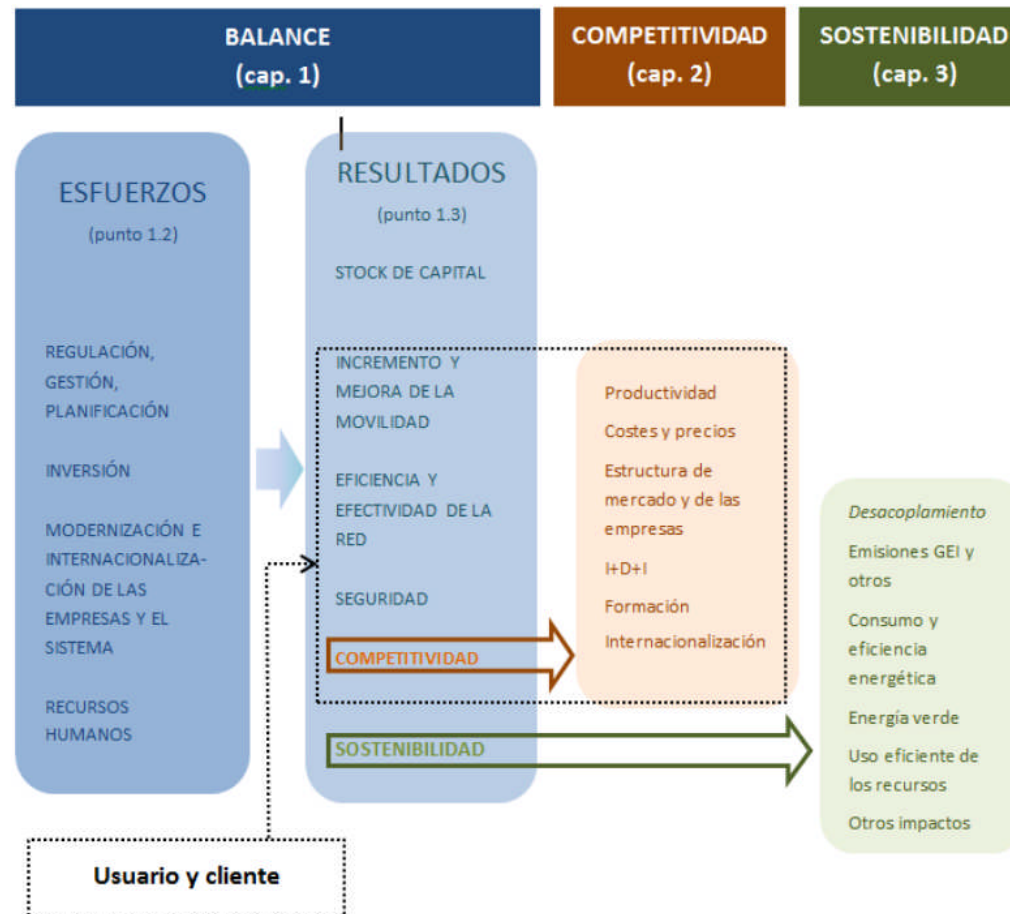 BALANCE
(cap. 1)
COMPETITIVIDAD
(cap. 2)
SOSTENIBILIDAD
(cap. 3)
ESFUERZOS
(punto 1.2)
REGULACIÓN,
GESTIÓN,
PLANIFICACIÓN
INVERSIÓN
MODERNIZACIÓN E
INTERNACIONALIZA-
CIÓN DE LAS
EMPRESAS Y EL
SISTEMA
RECURSOS
HUMANOS
RESULTADOS
(punto 1.3)
STOCK DE CAPITAL
INCREMENTO Y
MEJORA DE LA
MOVILIDAD
EFICIENCIA Y
EFECTIVIDAD DE LA
RED
SEGURIDAD
COMPETITIVIDAD
SOSTENIBILIDAD
Productividad
Costes y precios
Estructura de
mercado y de las
empresas
I+D+I
Formación
Internacionalización
Desacoplamiento
Emisiones GEI y
otros
Consumo y
eficiencia
energética
Energía verde
Uso eficiente de
los recursos
Otros impactos
Usuario y cliente